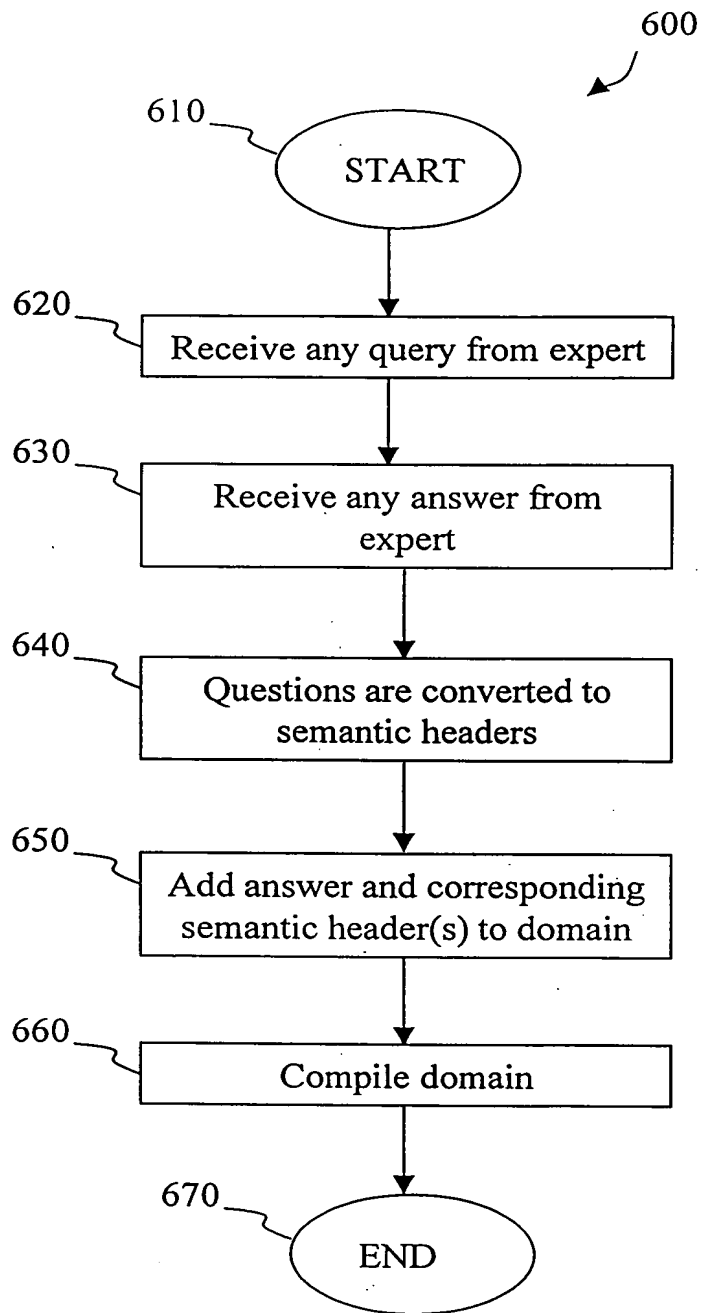 600
610
START
620
Receive any query from expert
630
Receive any answer from
expert
640
Questions are converted to
semantic headers
650
Add answer and corresponding
semantic header(s) to domain
660
Compile domain
670
END